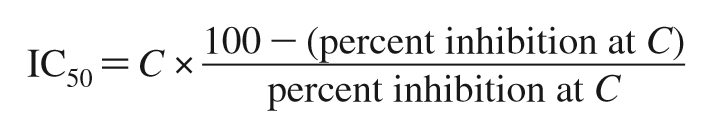 IC₅₀ = C × 100 − (percent inhibition at C)
percent inhibition at C